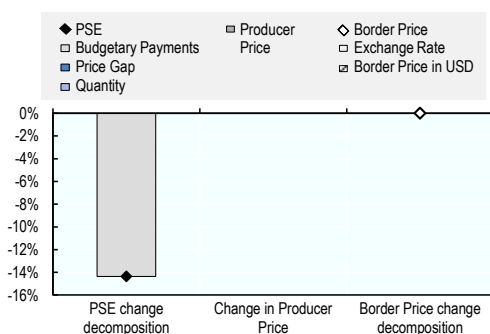 PSE
Budgetary Payments
Price Gap
Quantity
Producer
Price
Border Price
Exchange Rate
Border Price in USD
0%
-2%
-4%
-6%
-8%
-10%
-12%
-14%
-16%
PSE change
decomposition
Change in Producer
Price
Border Price change
decomposition